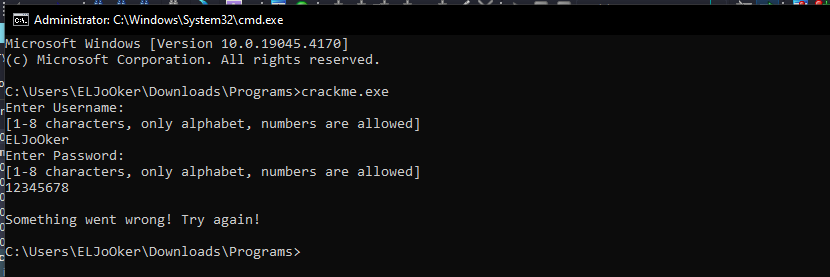 Administrator: C:\Windows\System32\cmd.exe
Microsoft Windows [Version 10.0.19045.4170]
(c) Microsoft Corporation. All rights reserved.
C:\Users\ELJoOker\Downloads\Programs>crackme.exe
Enter Username:
[1-8 characters, only alphabet, numbers are allowed]
ELJoOker
Enter Password:
[1-8 characters, only alphabet, numbers are allowed]
12345678
Something went wrong! Try again!
C:\Users\ELJoOker\Downloads\Programs>